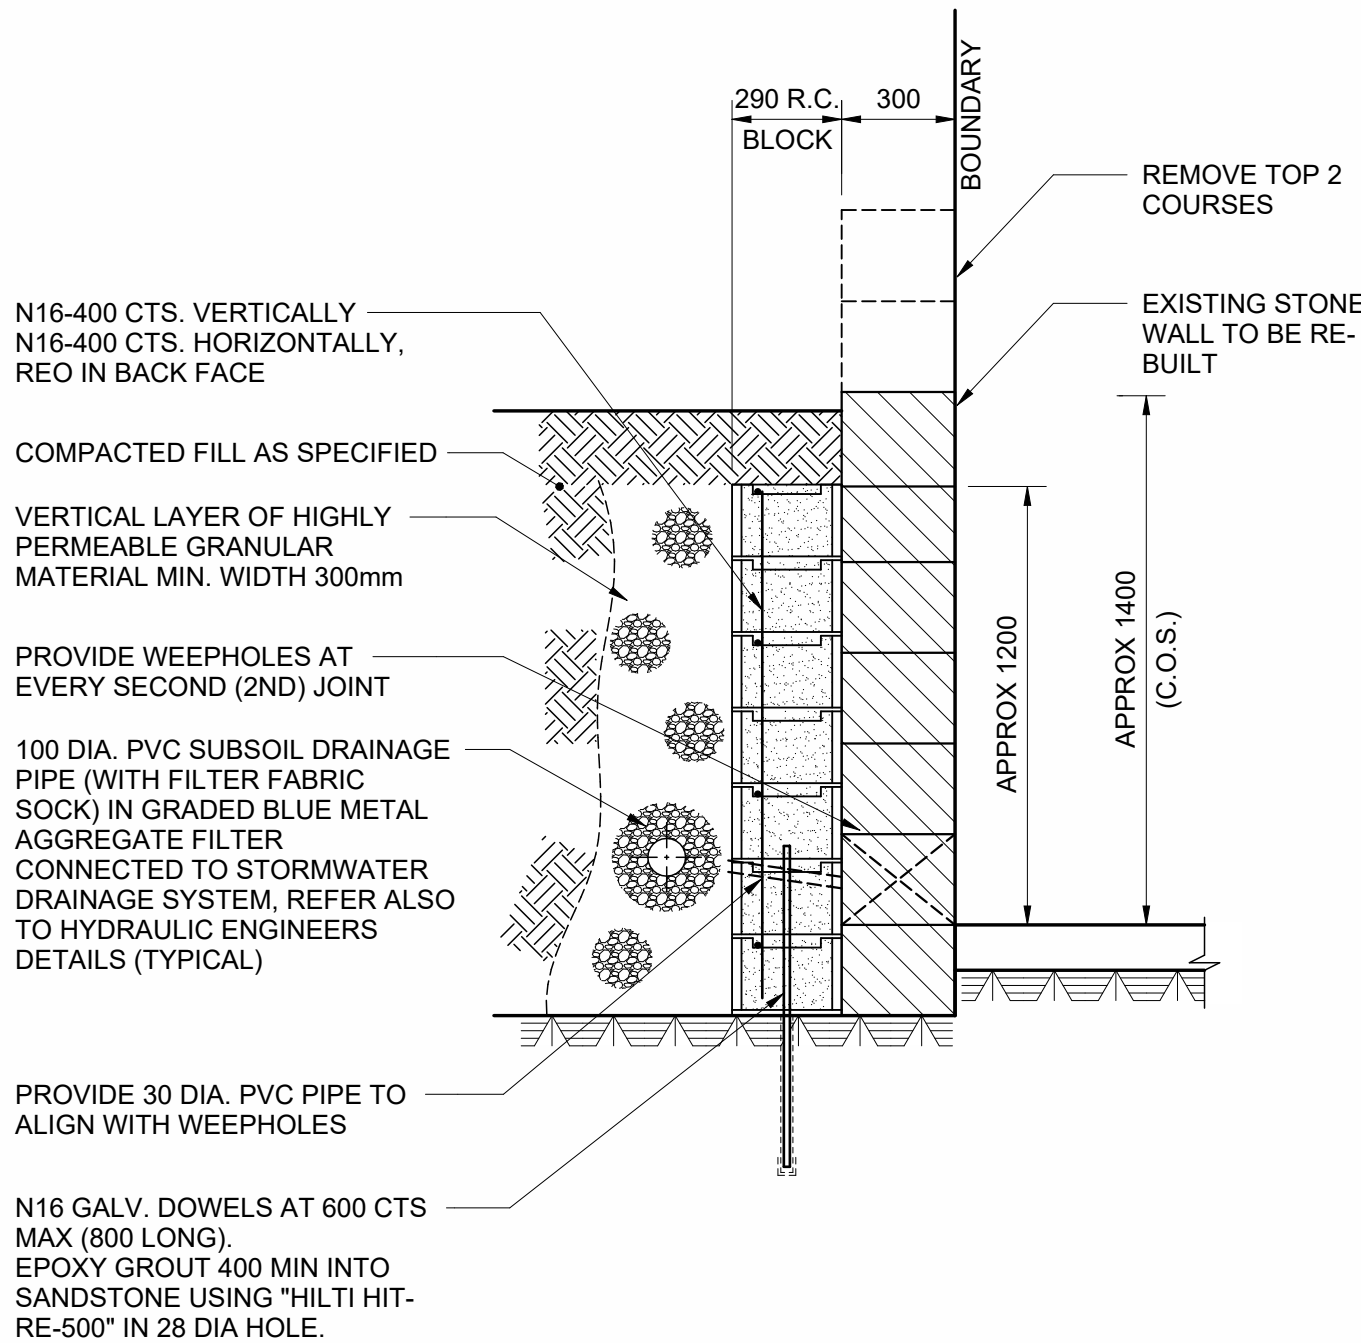 290 R.C.
BLOCK
300
BOUNDARY
REMOVE TOP 2
COURSES
EXISTING STONE
WALL TO BE RE-
BUILT
N16-400 CTS. VERTICALLY
N16-400 CTS. HORIZONTALLY,
REO IN BACK FACE
COMPACTED FILL AS SPECIFIED
VERTICAL LAYER OF HIGHLY
PERMEABLE GRANULAR
MATERIAL MIN. WIDTH 300mm
PROVIDE WEEPHOLES AT
EVERY SECOND (2ND) JOINT
100 DIA. PVC SUBSOIL DRAINAGE
PIPE (WITH FILTER FABRIC
SOCK) IN GRADED BLUE METAL
AGGREGATE FILTER
CONNECTED TO STORMWATER
DRAINAGE SYSTEM, REFER ALSO
TO HYDRAULIC ENGINEERS
DETAILS (TYPICAL)
APPROX 1200
APPROX 1400
(C.O.S.)
PROVIDE 30 DIA. PVC PIPE TO
ALIGN WITH WEEPHOLES
N16 GALV. DOWELS AT 600 CTS
MAX (800 LONG).
EPOXY GROUT 400 MIN INTO
SANDSTONE USING "HILTI HIT-
RE-500" IN 28 DIA HOLE.